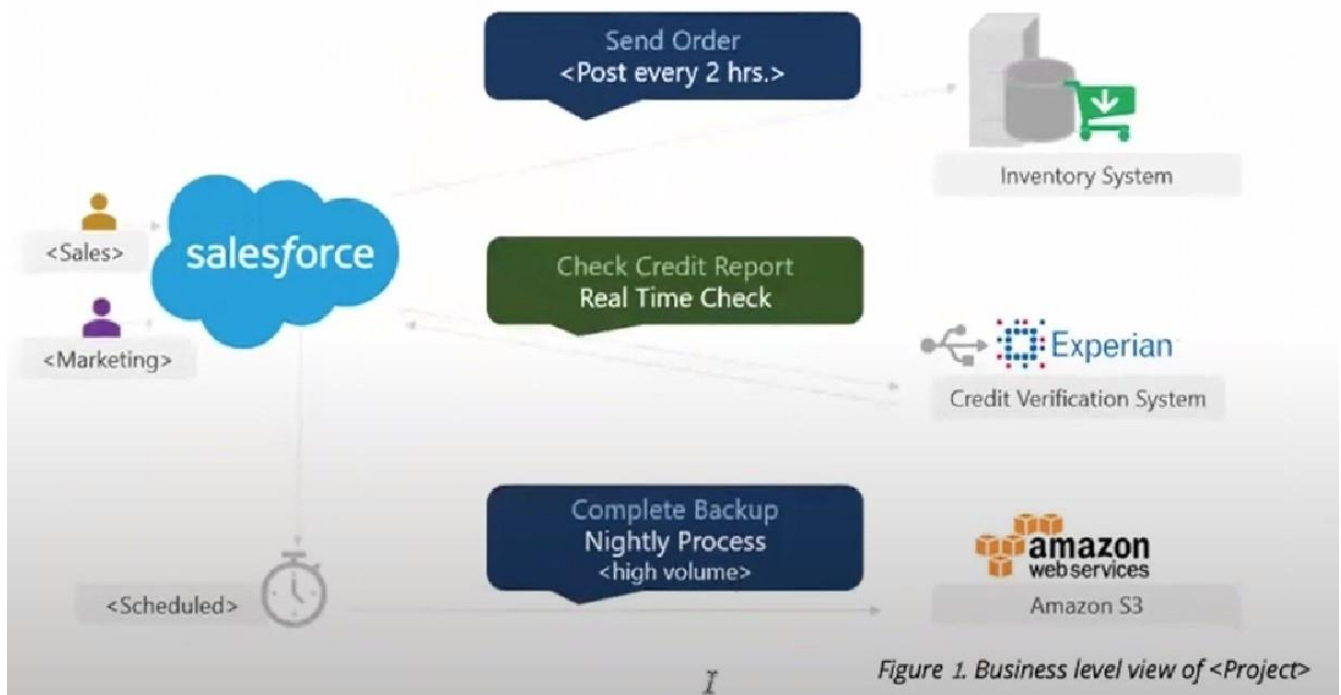 Send Order
<Post every 2 hrs.>
Inventory System
<Sales>
salesforce
<Marketing>
Check Credit Report
Real Time Check
Experian
Credit Verification System
Complete Backup
Nightly Process
<high volume>
<Scheduled>
amazon
webservices
Amazon S3
Figure 1. Business level view of <Project>